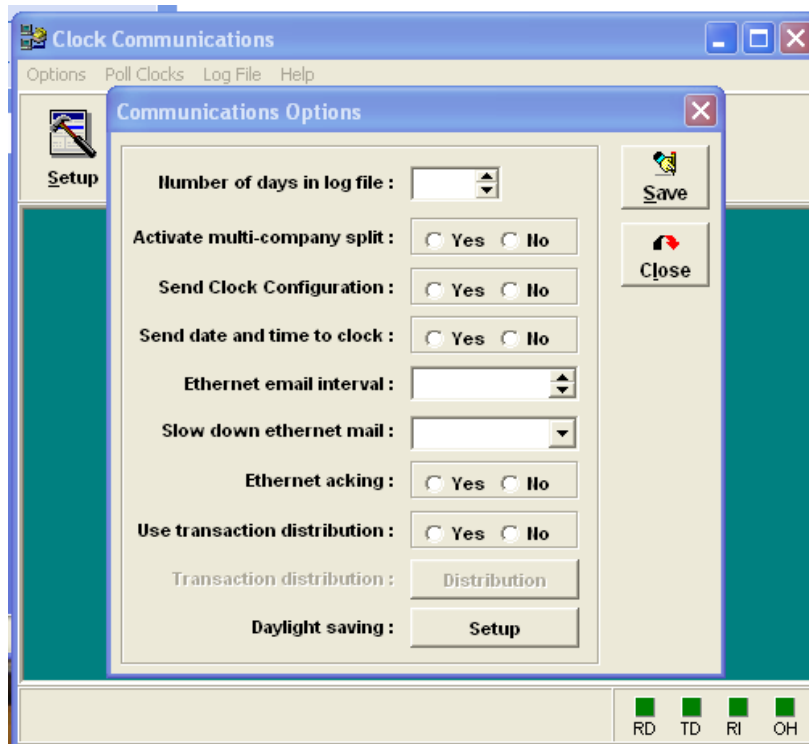 Clock Communications
Options Poll Clocks Log File Help
Setup
Communications Options
Number of days in log file :
Save
Activate multi-company split : Yes No
Close
Send Clock Configuration : Yes No
Send date and time to clock : Yes No
Ethernet email interval :
Slow down ethernet mail :
Ethernet acking : Yes No
Use transaction distribution : Yes No
Transaction distribution : Distribution
Daylight saving : Setup
RD TD RI OH